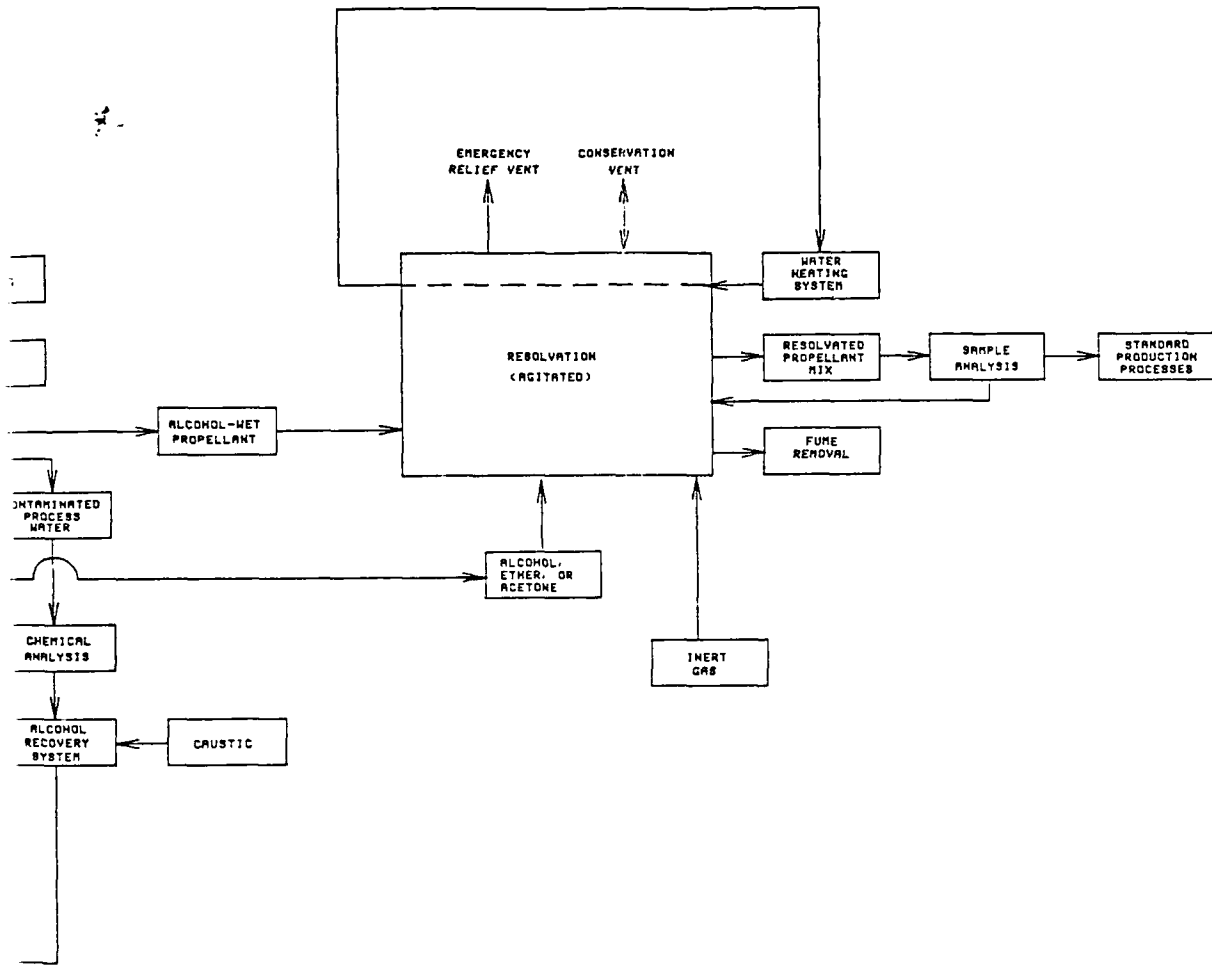 EMERGENCY
RELIEF VENT
CONSERVATION
VENT
WATER
HEATING
SYSTEM
RESOLVATION
(AGITATED)
RESOLVATED
PROPELLANT
MIX
SAMPLE
ANALYSIS
STANDARD
PRODUCTION
PROCESSES
ALCOHOL-WET
PROPELLANT
FUME
REMOVAL
ONTAMINATED
PROCESS
WATER
ALCOHOL,
ETHER, OR
ACETONE
CHEMICAL
ANALYSIS
INERT
GAS
ALCOHOL
RECOVERY
SYSTEM
CAUSTIC